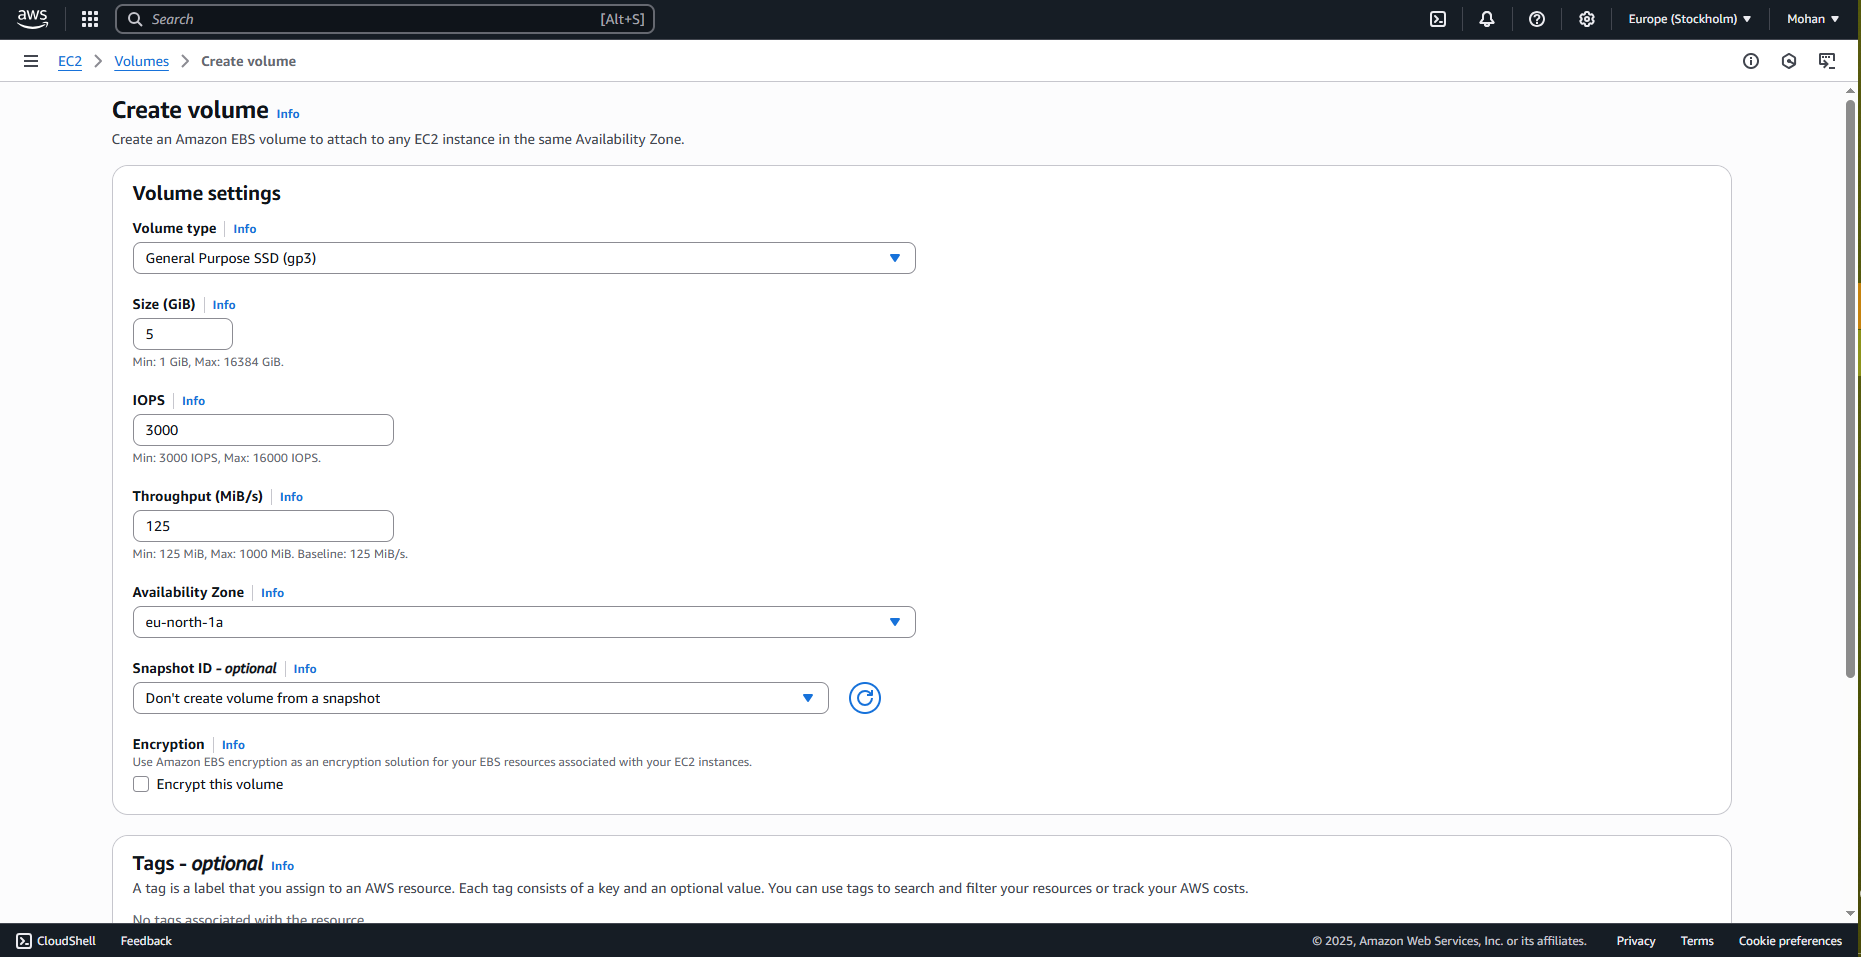 aws
Search [Alt+S]
Europe (Stockholm)
Mohan
EC2 > Volumes > Create volume
Create volume Info
Create an Amazon EBS volume to attach to any EC2 instance in the same Availability Zone.
Volume settings
Volume type Info
General Purpose SSD (gp3)
Size (GiB) Info
5
Min: 1 GiB, Max: 16384 GiB.
IOPS Info
3000
Min: 3000 IOPS, Max: 16000 IOPS.
Throughput (MiB/s) Info
125
Min: 125 MiB, Max: 1000 MiB. Baseline: 125 MiB/s.
Availability Zone Info
eu-north-1a
Snapshot ID - optional Info
Don't create volume from a snapshot
Encryption Info
Use Amazon EBS encryption as an encryption solution for your EBS resources associated with your EC2 instances.
Encrypt this volume
Tags - optional Info
A tag is a label that you assign to an AWS resource. Each tag consists of a key and an optional value. You can use tags to search and filter your resources or track your AWS costs.
No tags associated with the resource
CloudShell Feedback © 2025, Amazon Web Services, Inc. or its affiliates. Privacy Terms Cookie preferences